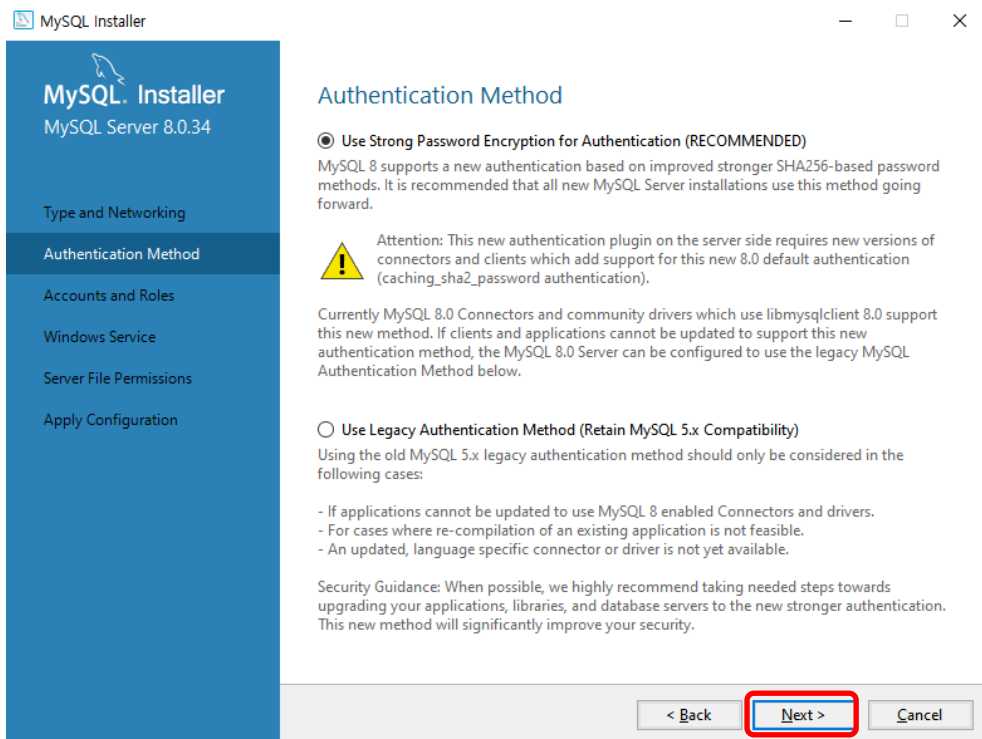 MySQL Installer
MySQL. Installer
MySQL Server 8.0.34
Type and Networking
Authentication Method
Accounts and Roles
Windows Service
Server File Permissions
Apply Configuration
Authentication Method
Use Strong Password Encryption for Authentication (RECOMMENDED)
MySQL 8 supports a new authentication based on improved stronger SHA256-based password
methods. It is recommended that all new MySQL Server installations use this method going
forward.
Attention: This new authentication plugin on the server side requires new versions of
connectors and clients which add support for this new 8.0 default authentication
(caching_sha2_password authentication).
Currently MySQL 8.0 Connectors and community drivers which use libmysqlclient 8.0 support
this new method. If clients and applications cannot be updated to support this new
authentication method, the MySQL 8.0 Server can be configured to use the legacy MySQL
Authentication Method below.
Use Legacy Authentication Method (Retain MySQL 5.x Compatibility)
Using the old MySQL 5.x legacy authentication method should only be considered in the
following cases:
- If applications cannot be updated to use MySQL 8 enabled Connectors and drivers.
- For cases where re-compilation of an existing application is not feasible.
- An updated, language specific connector or driver is not yet available.
Security Guidance: When possible, we highly recommend taking needed steps towards
upgrading your applications, libraries, and database servers to the new stronger authentication.
This new method will significantly improve your security.
< Back
Next >
Cancel